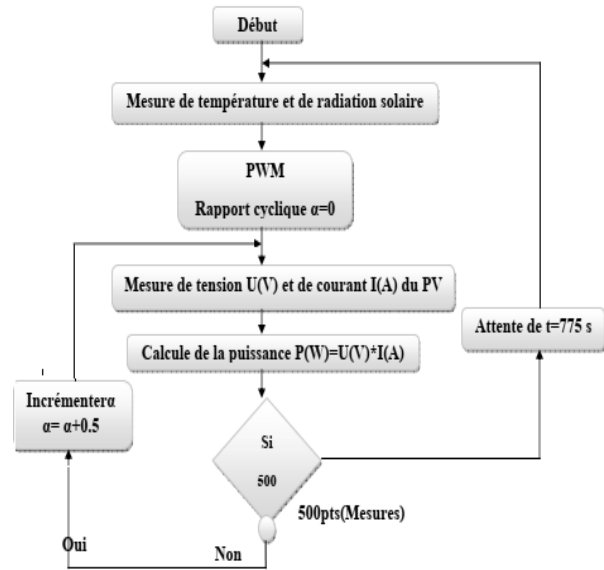 Début
Mesure de température et de radiation solaire
PWM
Rapport cyclique α=0
Mesure de tension U(V) et de courant I(A) du PV
Attente de t=775 s
Calcule de la puissance P(W)=U(V)*I(A)
Incrémenterα
α= α+0.5
Si
500
500pts(Mesures)
Oui
Non